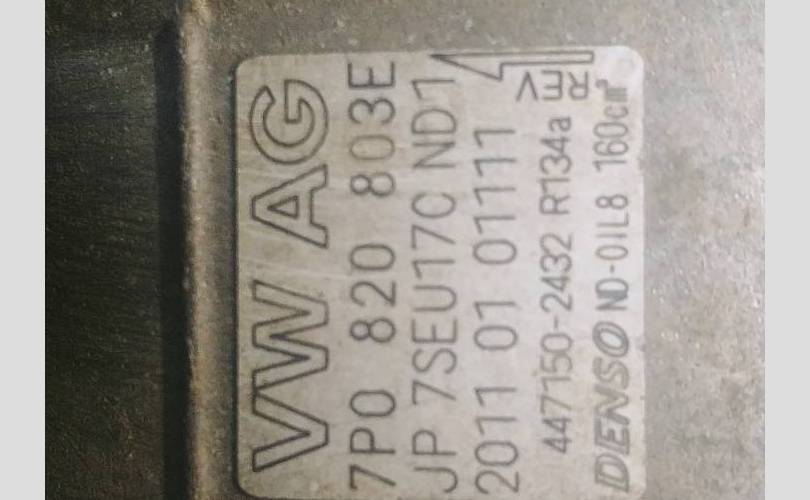 VW AG
7P0 820 803E
JP 7SEU17C ND1
2011 01 01111
REV
447150-2432 R134a
DENSO ND-OIL8 160cm³